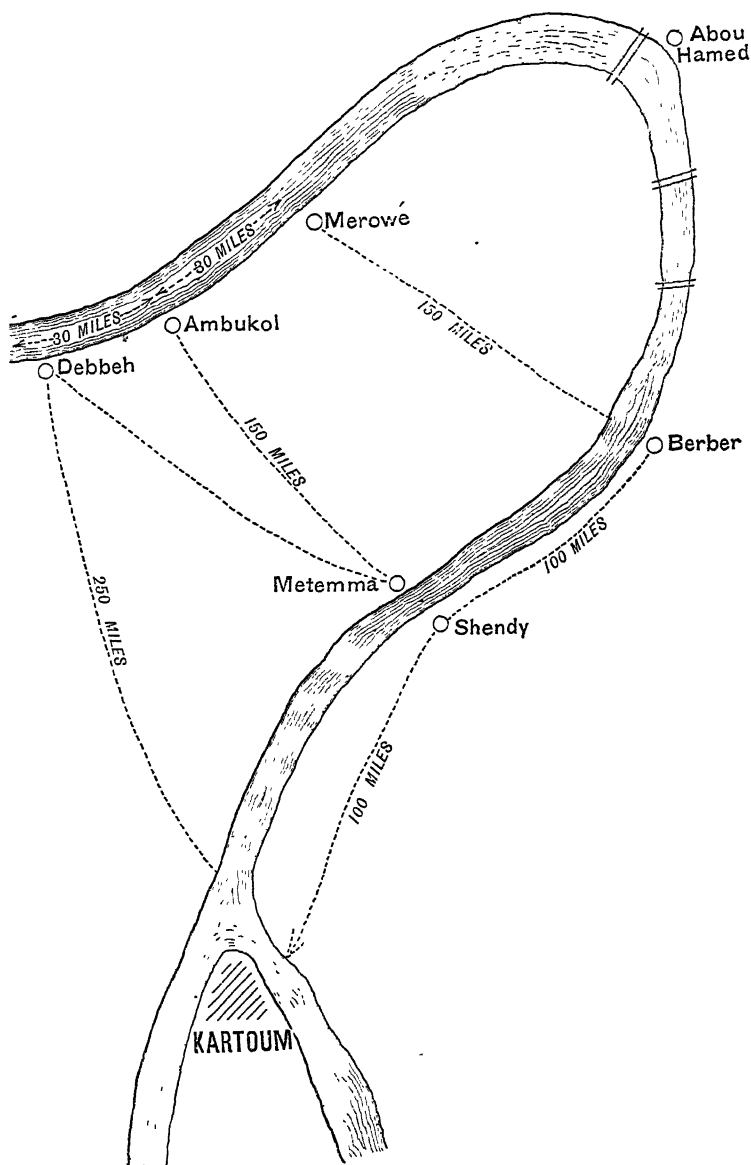 Abou
Hamed
Merowé
80 MILES
150 MILES
30 MILES
Ambukol
Debbeh
150 MILES
Berber
100 MILES
Metemma
Shendy
250 MILES
100 MILES
KARTOUM